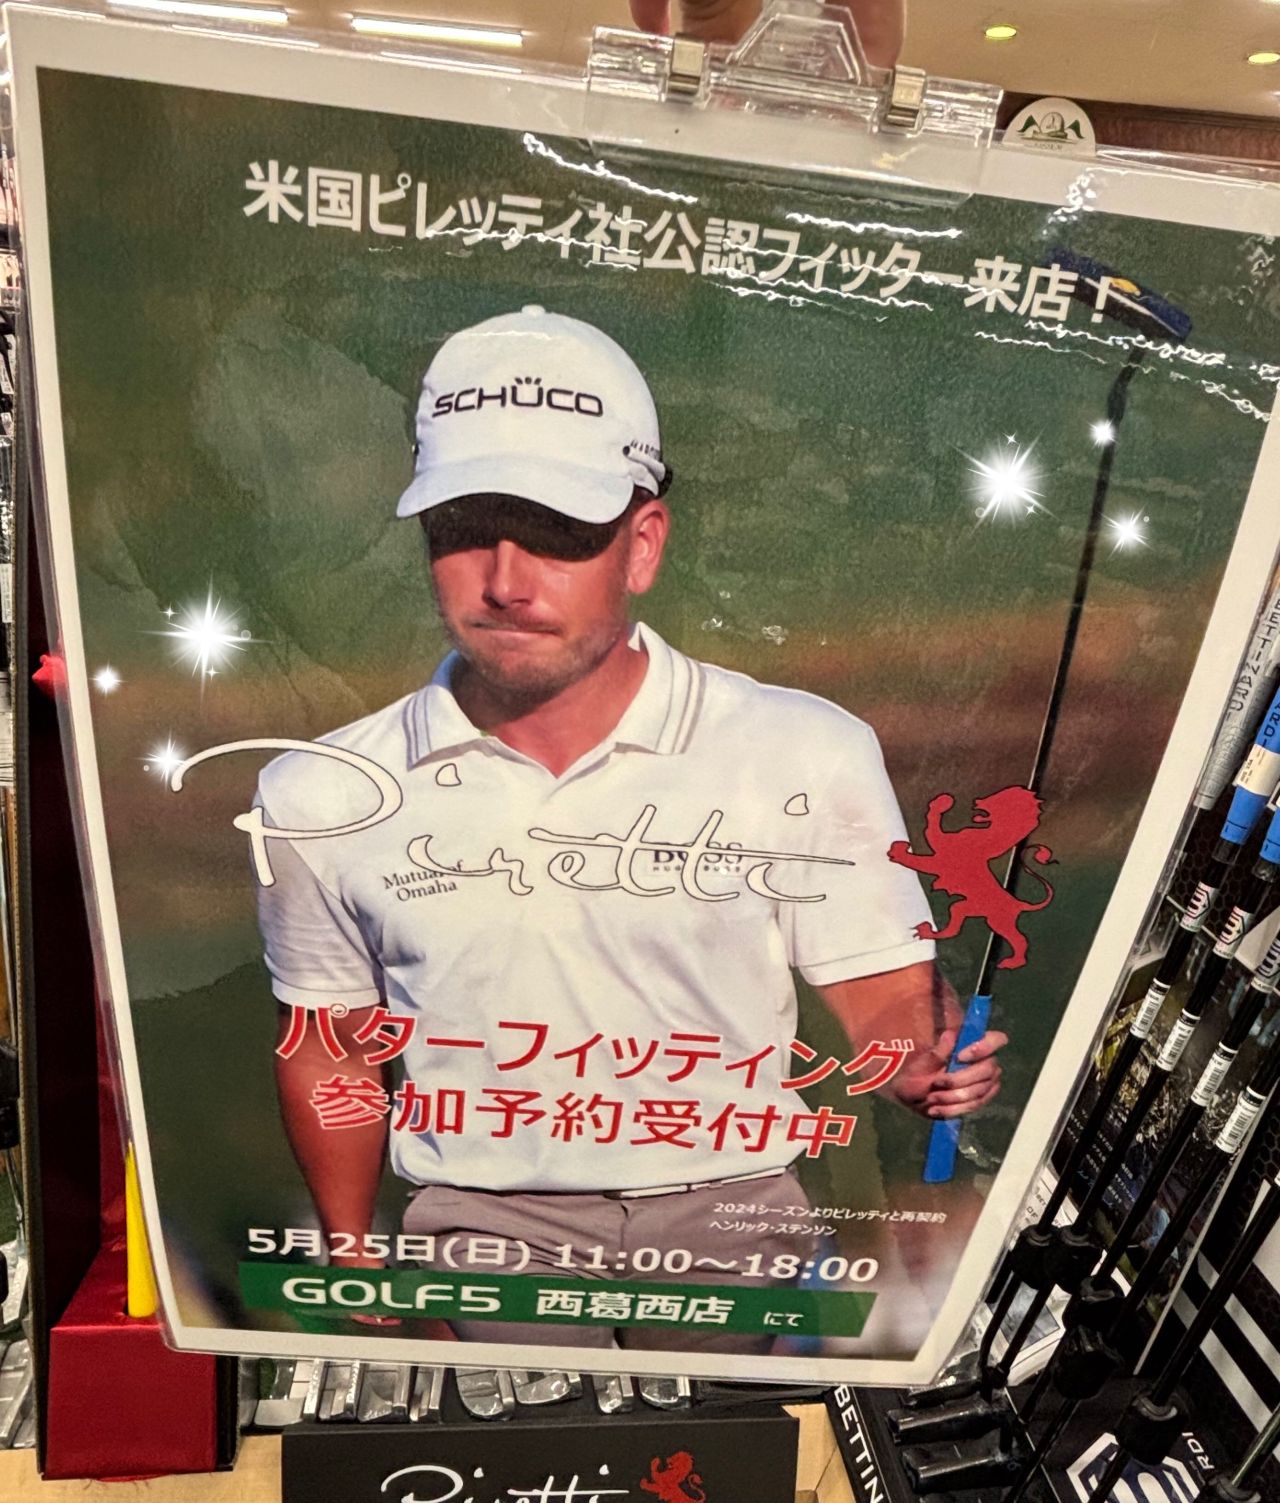 米国ピレッティ社公認フィッター来店！
SCHÜCO
Piretti
Mutual of
Omaha
BOSS
HUGO BOSS
パターフィッティング
参加予約受付中
2024シーズンよりピレッティと再契約
ヘンリック・ステンソン
5月25日(日) 11:00～18:00
GOLF5 西葛西店 にて
Piretti
BETTIN